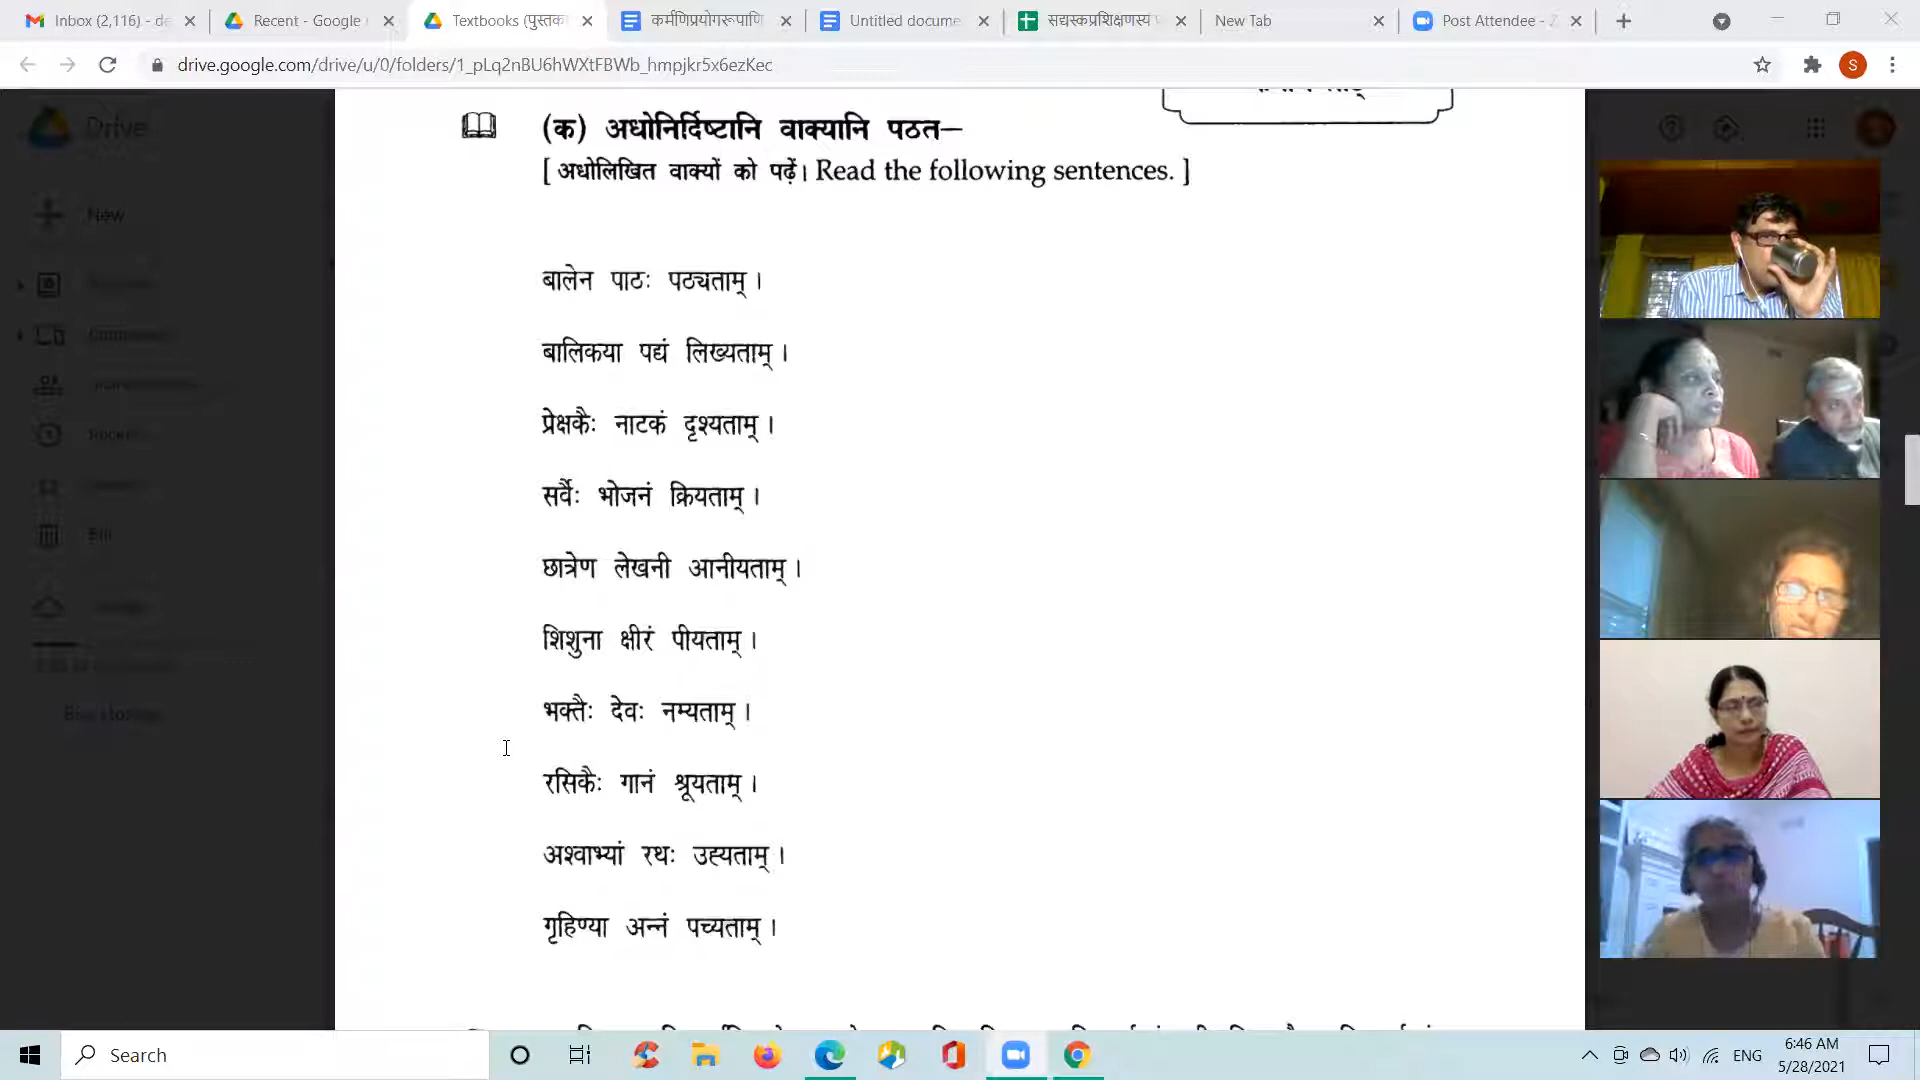 Inbox (2,116) - de
Recent - Google
Textbooks (पुस्तक
कर्मणिप्रयोगरूपाणि
Untitled docume
सद्यस्कप्रशिक्षणस्य
New Tab
Post Attendee - Z
drive.google.com/drive/u/0/folders/1_pLq2nBU6hWXtFBWb_hmpjkr5x6ezKec
S
Drive
New
(क) अधोनिर्दिष्टानि वाक्यानि पठत—
[ अधोलिखित वाक्यों को पढ़ें। Read the following sentences. ]
बालेन पाठः पठ्यताम् ।
बालिकया पद्यं लिख्यताम् ।
प्रेक्षकैः नाटकं दृश्यताम् ।
सर्वैः भोजनं क्रियताम् ।
छात्रेण लेखनी आनीयताम् ।
शिशुना क्षीरं पीयताम् ।
भक्तैः देवः नम्यताम् ।
रसिकैः गानं श्रूयताम् ।
अश्वाभ्यां रथः उह्यताम् ।
गृहिण्या अन्नं पच्यताम् ।
Search
ENG
6:46 AM
5/28/2021